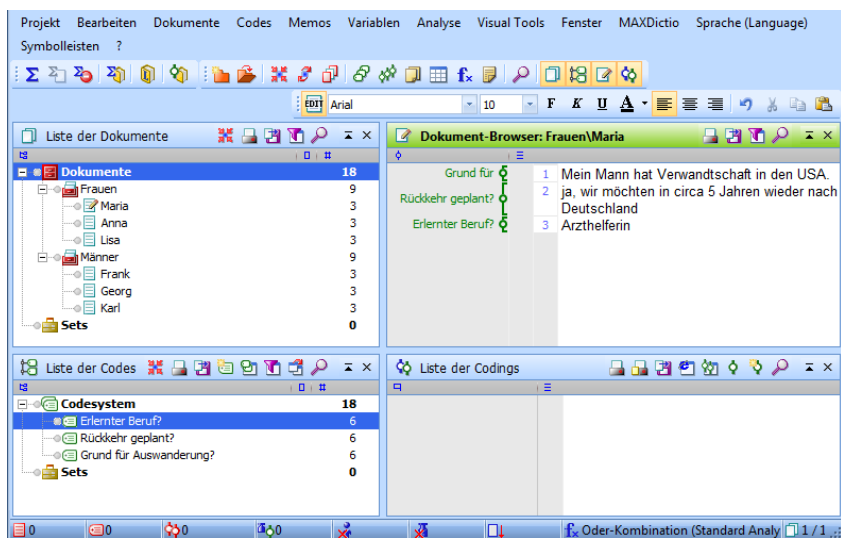 Projekt Bearbeiten Dokumente Codes Memos Variablen Analyse Visual Tools Fenster MAXDictio Sprache (Language)
Symbolleisten ?
EDIT Arial 10 F K U A
Liste der Dokumente
Dokumente 18
Frauen 9
Maria 3
Anna 3
Lisa 3
Männer 9
Frank 3
Georg 3
Karl 3
Sets 0
Dokument-Browser: Frauen\Maria
Grund für 1 Mein Mann hat Verwandtschaft in den USA.
Rückkehr geplant? 2 ja, wir möchten in circa 5 Jahren wieder nach
Deutschland
Erlernter Beruf? 3 Arzthelferin
Liste der Codes
Codesystem 18
Erlernter Beruf? 6
Rückkehr geplant? 6
Grund für Auswanderung? 6
Sets 0
Liste der Codings
0 0 0 0 fx Oder-Kombination (Standard Analy 1 / 1